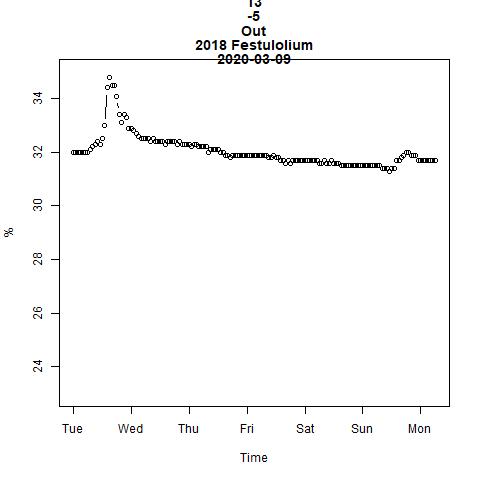 13
-5
Out
2018 Festulolium
2020-03-09
34
32
30
28
26
24
%
Tue Wed Thu Fri Sat Sun Mon
Time